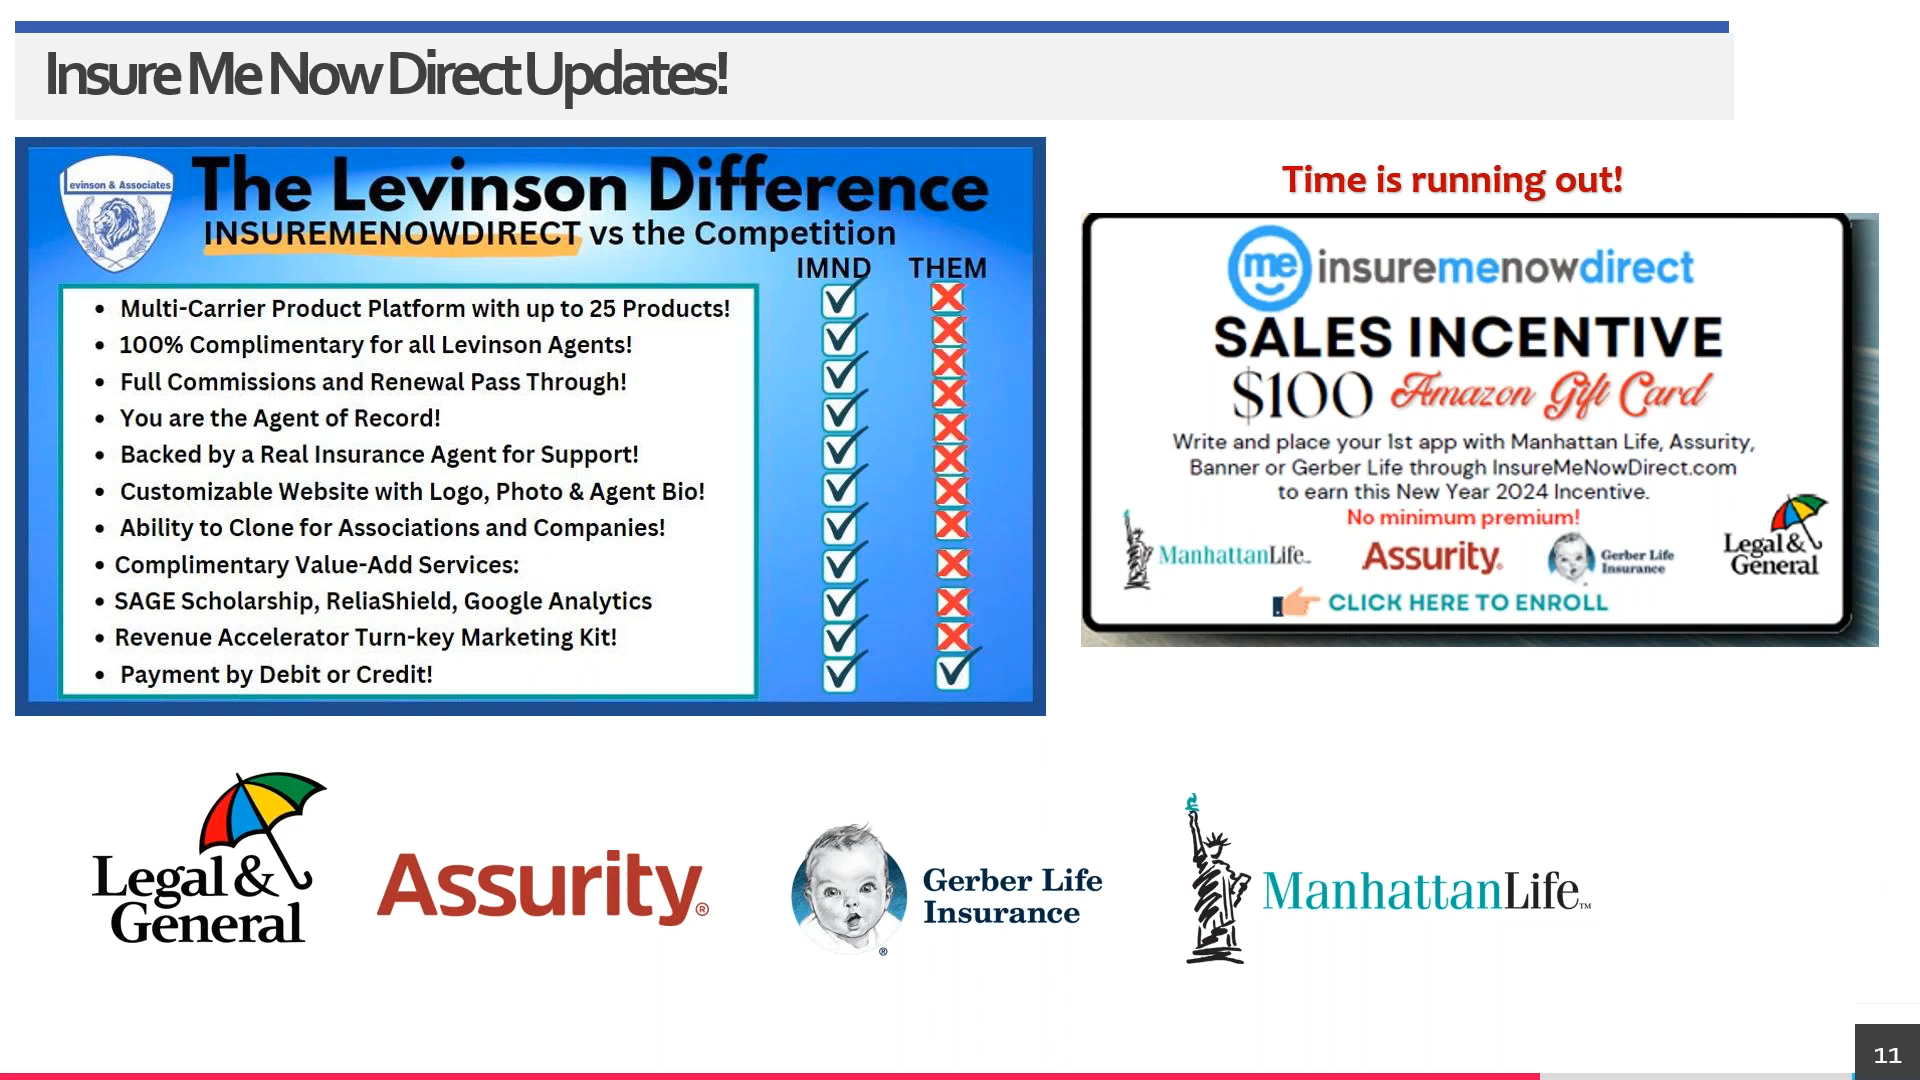 Insure Me Now Direct Updates!
Levinson & Associates
The Levinson Difference
INSUREMENOWDIRECT vs the Competition
IMND THEM
• Multi-Carrier Product Platform with up to 25 Products!
• 100% Complimentary for all Levinson Agents!
• Full Commissions and Renewal Pass Through!
• You are the Agent of Record!
• Backed by a Real Insurance Agent for Support!
• Customizable Website with Logo, Photo & Agent Bio!
• Ability to Clone for Associations and Companies!
• Complimentary Value-Add Services:
• SAGE Scholarship, ReliaShield, Google Analytics
• Revenue Accelerator Turn-key Marketing Kit!
• Payment by Debit or Credit!
Time is running out!
me insuremenowdirect
SALES INCENTIVE
$100 Amazon Gift Card
Write and place your 1st app with Manhattan Life, Assurity,
Banner or Gerber Life through InsureMeNowDirect.com
to earn this New Year 2024 Incentive.
No minimum premium!
ManhattanLife™
Assurity®
Gerber Life
Insurance
Legal &
General
CLICK HERE TO ENROLL
Legal &
General
Assurity®
Gerber Life
Insurance
®
ManhattanLife™
11